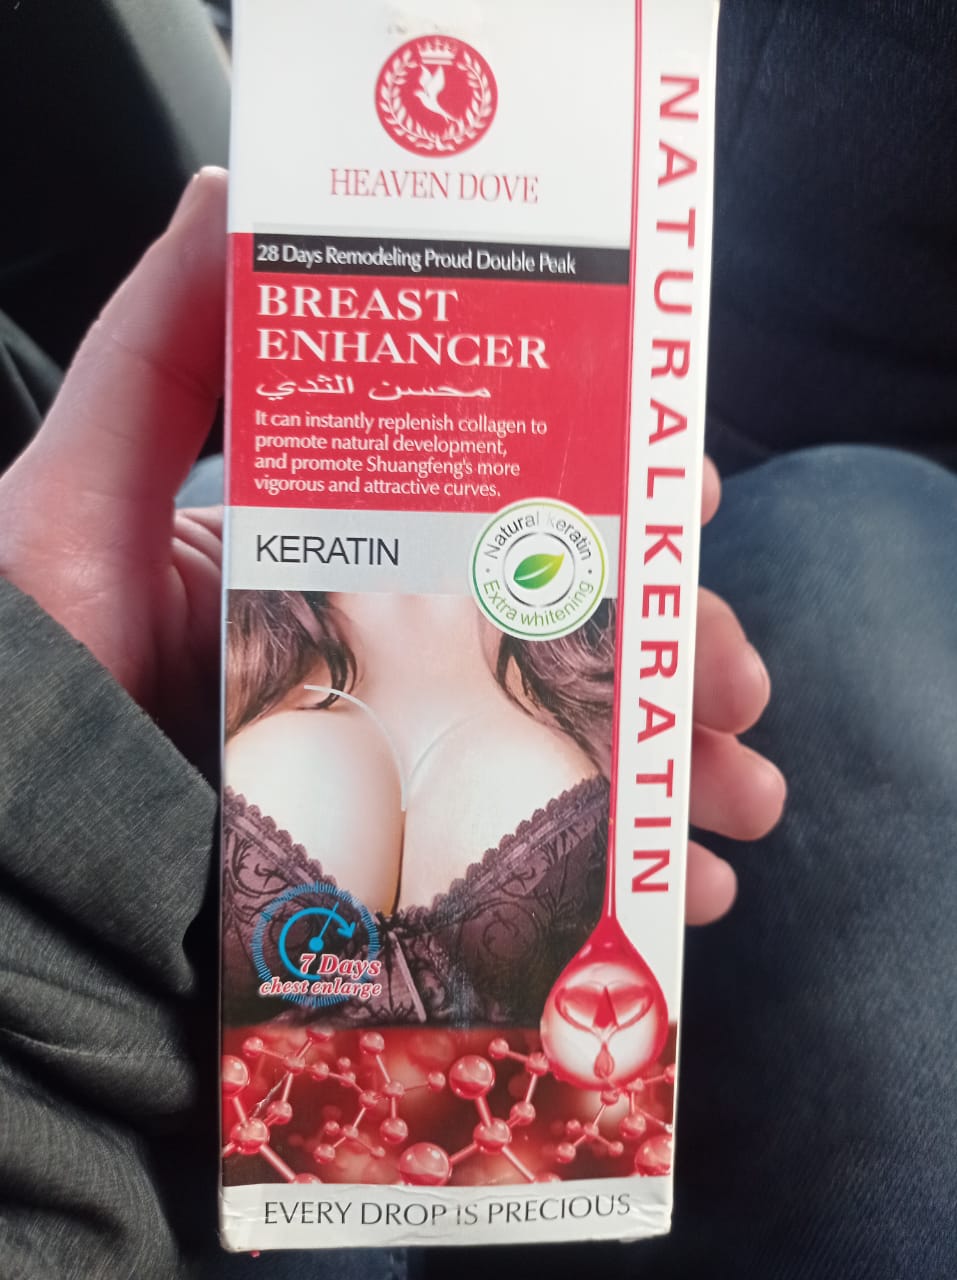 HEAVEN DOVE
28 Days Remodeling Proud Double Peak
BREAST
ENHANCER
محسن الثدي
It can instantly replenish collagen to
promote natural development,
and promote Shuangfeng's more
vigorous and attractive curves.
KERATIN
Natural keratin
Extra whitening
7 Days
chest enlarge
EVERY DROP IS PRECIOUS
NATURAL KERATIN